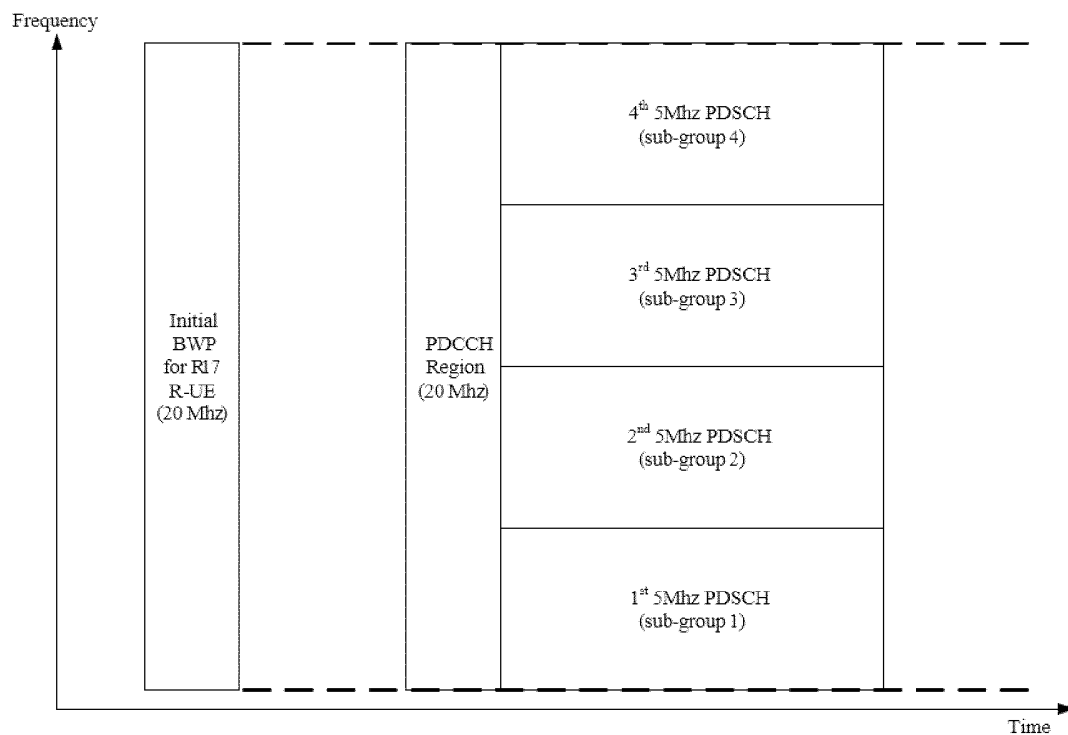 Frequency
4th 5Mhz PDSCH
(sub-group 4)
3rd 5Mhz PDSCH
(sub-group 3)
Initial
BWP
for R17
R-UE
(20 Mhz)
PDCCH
Region
(20 Mhz)
2nd 5Mhz PDSCH
(sub-group 2)
1st 5Mhz PDSCH
(sub-group 1)
Time